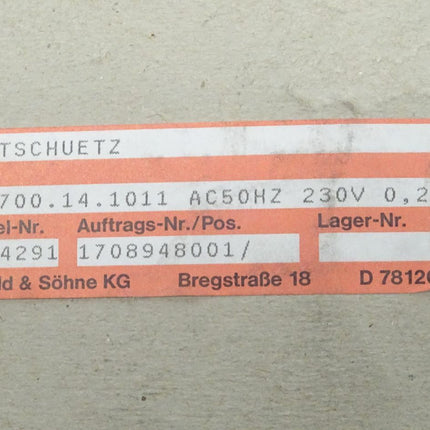 TSCHUETZ
700.14.1011 AC50HZ 230V 0,2
el-Nr. Auftrags-Nr./Pos. Lager-Nr.
4291 1708948001/
ld & Söhne KG Bregstraße 18 D 7812